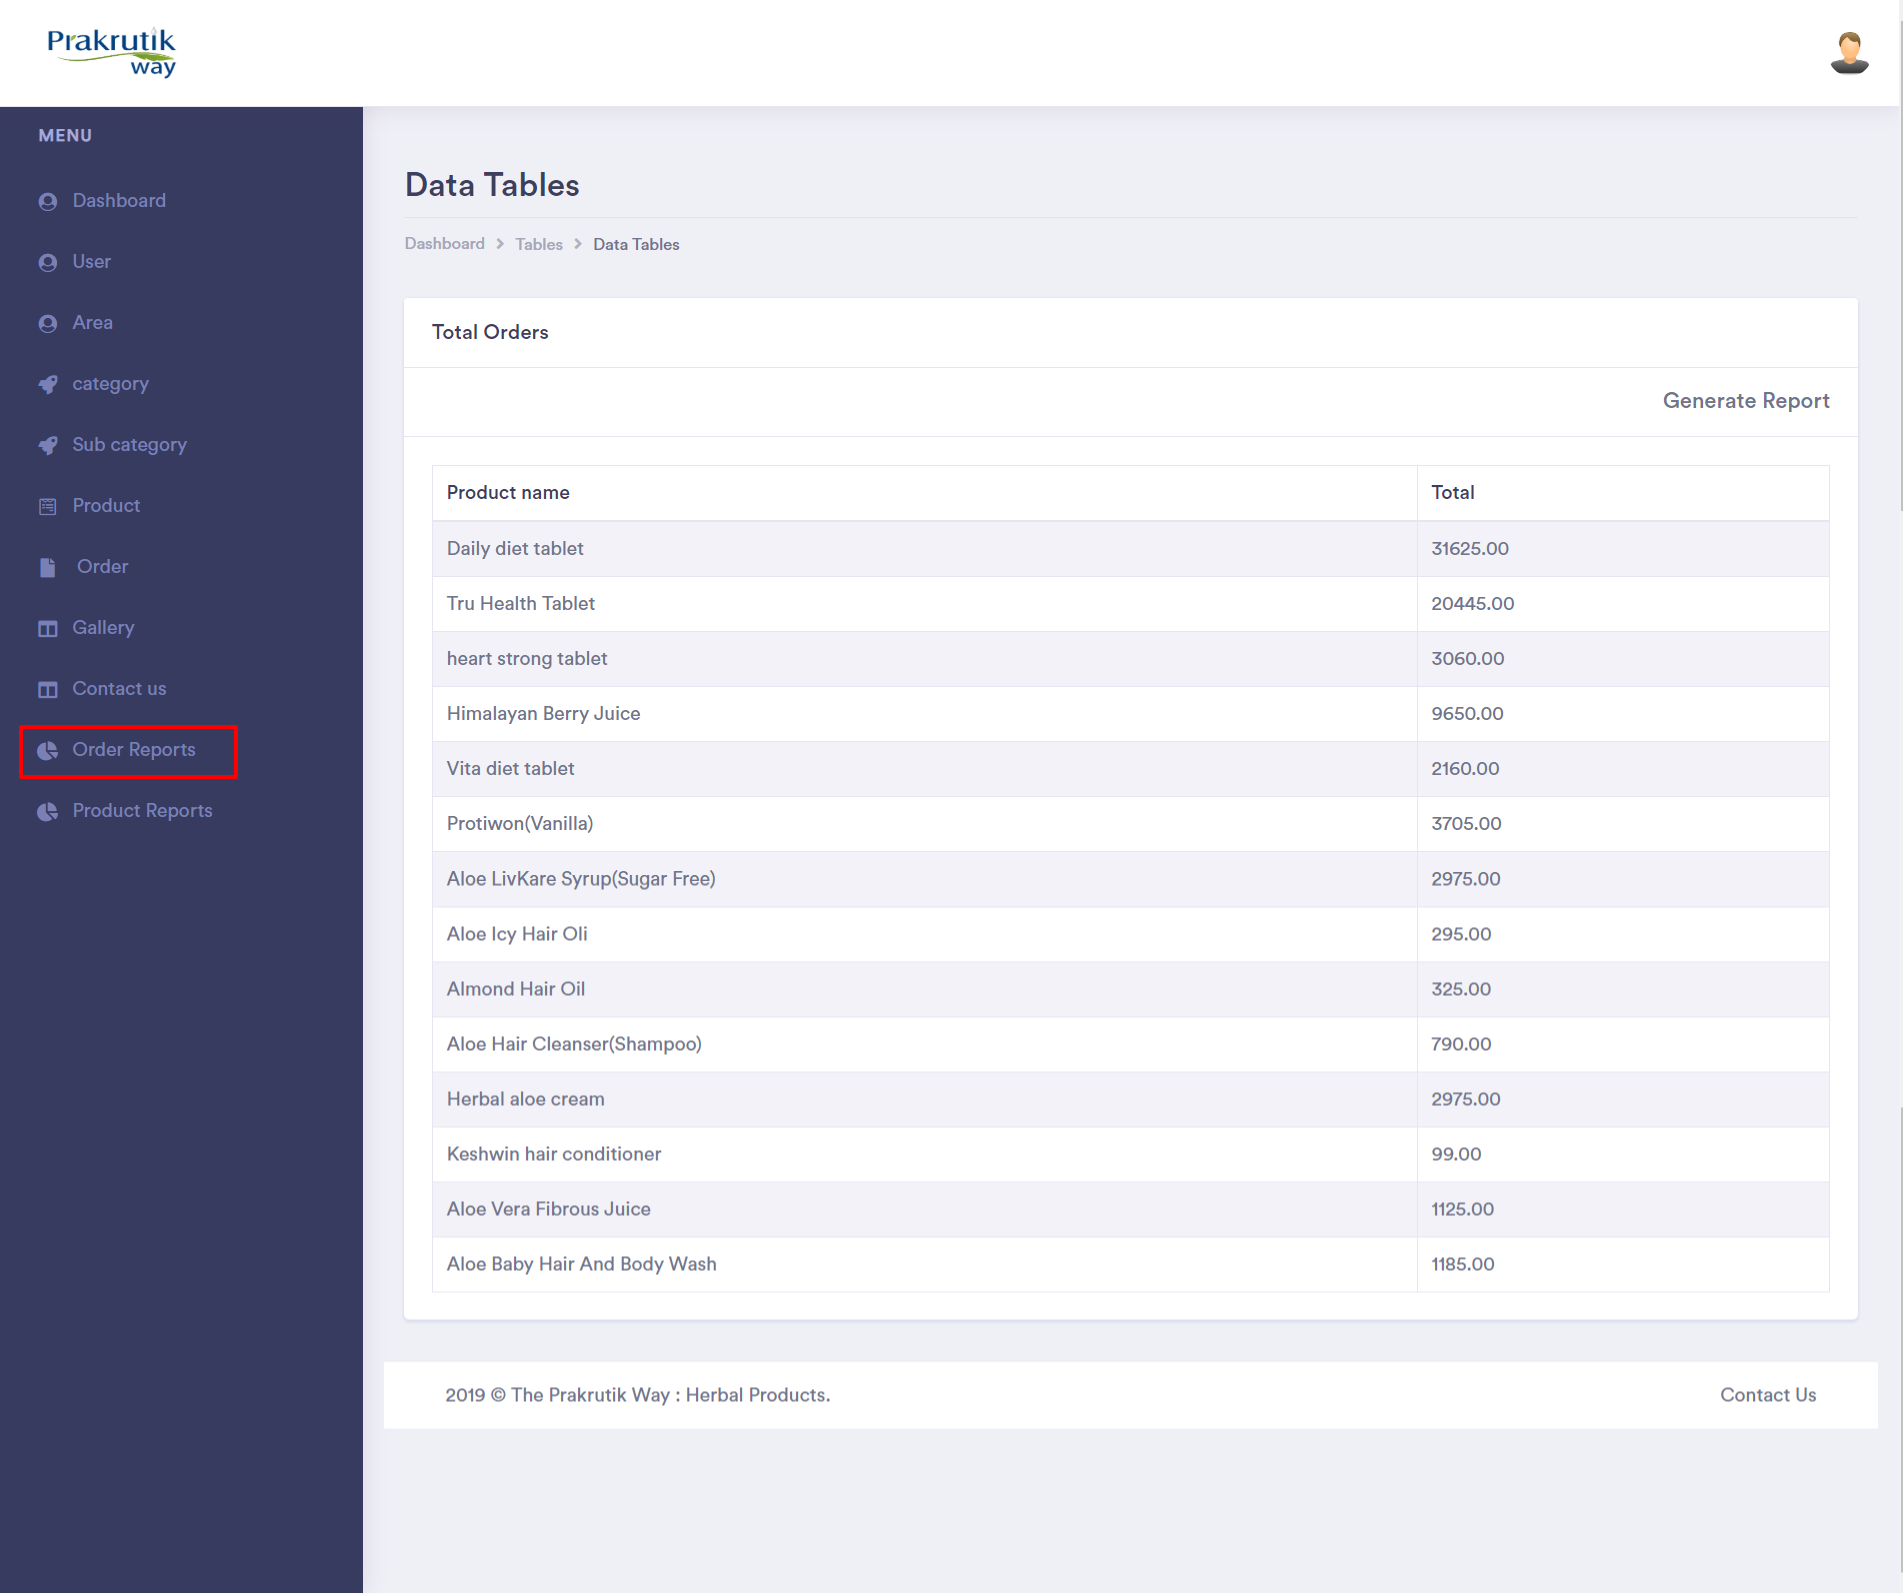 Prakrutik
way
MENU
Dashboard
User
Area
category
Sub category
Product
Order
Gallery
Contact us
Order Reports
Product Reports
Data Tables
Dashboard > Tables > Data Tables
Total Orders
Generate Report
Product name Total
Daily diet tablet 31625.00
Tru Health Tablet 20445.00
heart strong tablet 3060.00
Himalayan Berry Juice 9650.00
Vita diet tablet 2160.00
Protiwon(Vanilla) 3705.00
Aloe LivKare Syrup(Sugar Free) 2975.00
Aloe Icy Hair Oli 295.00
Almond Hair Oil 325.00
Aloe Hair Cleanser(Shampoo) 790.00
Herbal aloe cream 2975.00
Keshwin hair conditioner 99.00
Aloe Vera Fibrous Juice 1125.00
Aloe Baby Hair And Body Wash 1185.00
2019 © The Prakrutik Way : Herbal Products. Contact Us